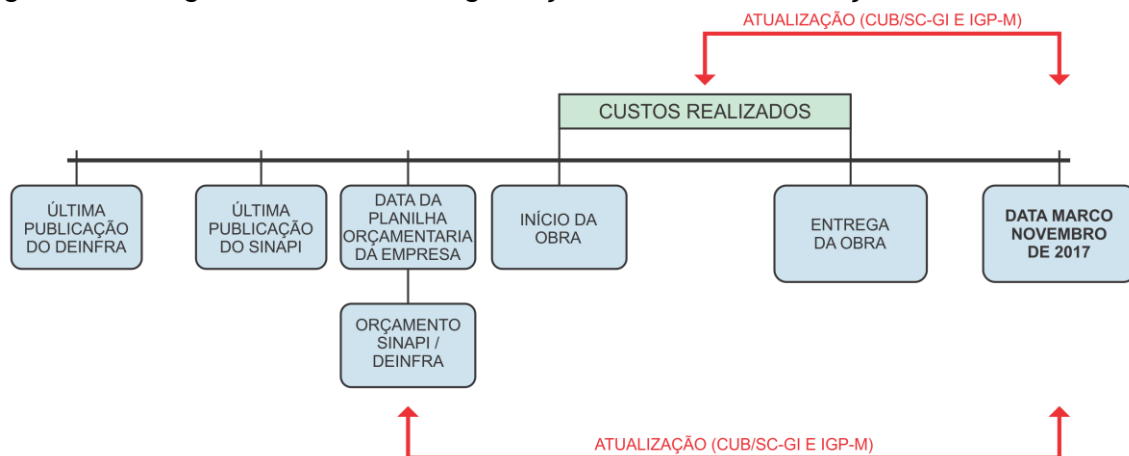 ATUALIZAÇÃO (CUB/SC-GI E IGP-M)
CUSTOS REALIZADOS
ÚLTIMA
PUBLICAÇÃO
DO DEINFRA
ÚLTIMA
PUBLICAÇÃO
DO SINAPI
DATA DA
PLANILHA
ORÇAMENTARIA
DA EMPRESA
INÍCIO DA
OBRA
ENTREGA
DA OBRA
DATA MARCO
NOVEMBRO
DE 2017
ORÇAMENTO
SINAPI /
DEINFRA
ATUALIZAÇÃO (CUB/SC-GI E IGP-M)